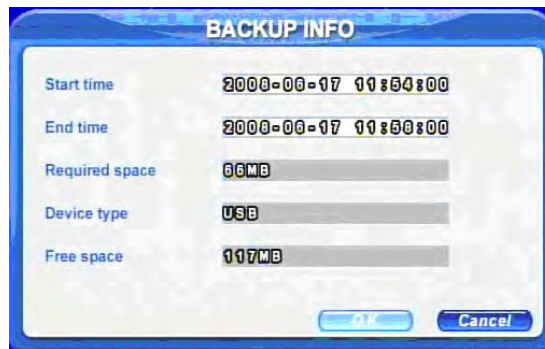 BACKUP INFO
Start time 2008-06-17 11:54:00
End time 2008-06-17 11:58:00
Required space 66MB
Device type USB
Free space 117MB
OK Cancel